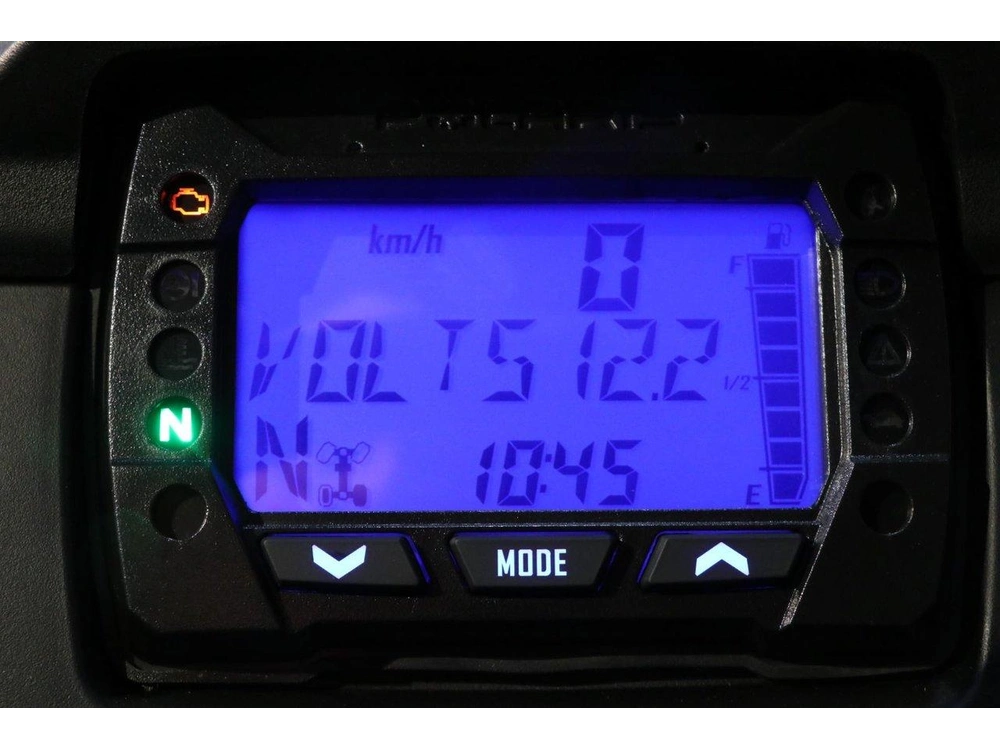 km/h 0
F
VOLTS 12.2
1/2
N 10:45
E
N
MODE